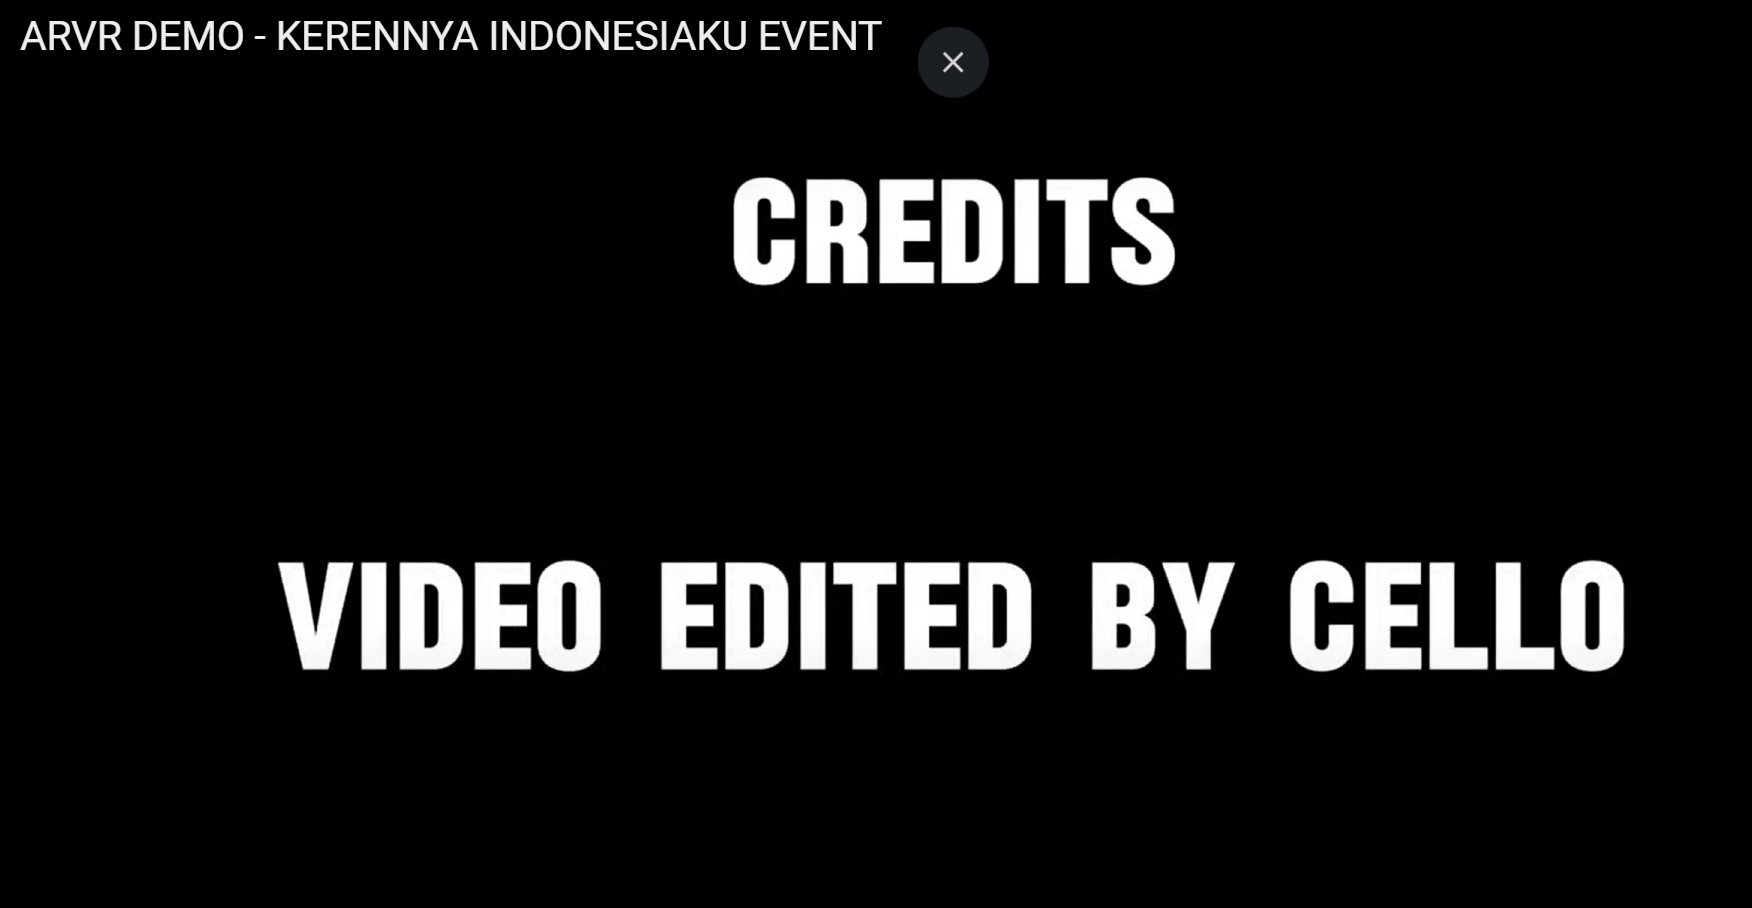 ARVR DEMO - KERENNYA INDONESIAKU EVENT
CREDITS
VIDEO EDITED BY CELLO